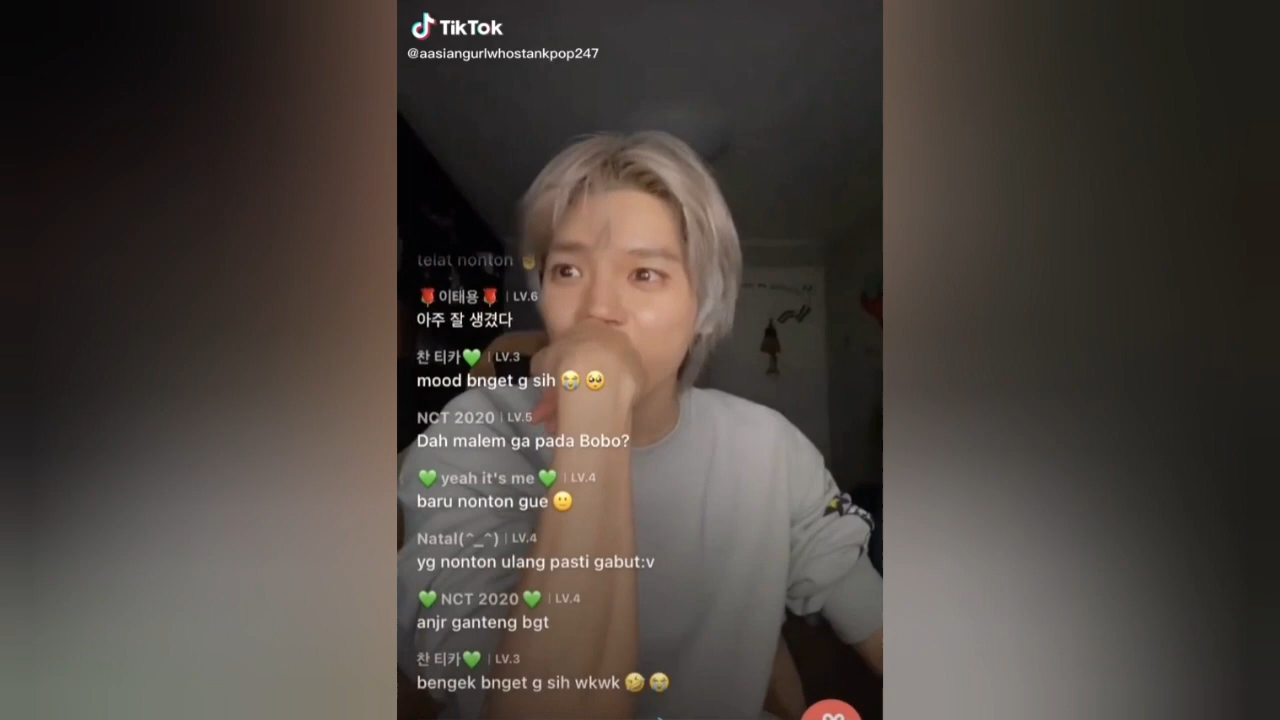 TikTok
@aasiangurlwhostankpop247
telat nonton
🌹이태용🌹 | LV.6
아주 잘 생겼다
찬 티카💚 | LV.3
mood bnget g sih 😭 🥺
NCT 2020 | LV.5
Dah malem ga pada Bobo?
💚 yeah it's me 💚 | LV.4
baru nonton gue 🙂
Natal(^_^) | LV.4
yg nonton ulang pasti gabut:v
💚 NCT 2020 💚 | LV.4
anjr ganteng bgt
찬 티카💚 | LV.3
bengek bnget g sih wkwk 🤣 😭